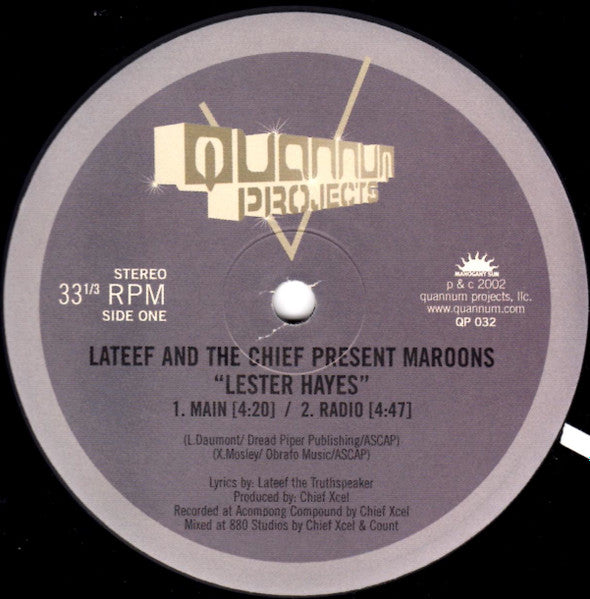 QUANNUM
PROJECTS
STEREO
33 1/3 RPM
SIDE ONE
MAHOGANY SUN
p & c 2002
quannum projects, llc.
www.quannum.com
QP 032
LATEEF AND THE CHIEF PRESENT MAROONS
“LESTER HAYES”
1. MAIN [4:20] / 2. RADIO [4:47]
(L.Daumont/ Dread Piper Publishing/ASCAP)
(X.Mosley/ Obrafo Music/ASCAP)
Lyrics by: Lateef the Truthspeaker
Produced by: Chief Xcel
Recorded at Acompong Compound by Chief Xcel
Mixed at 880 Studios by Chief Xcel & Count